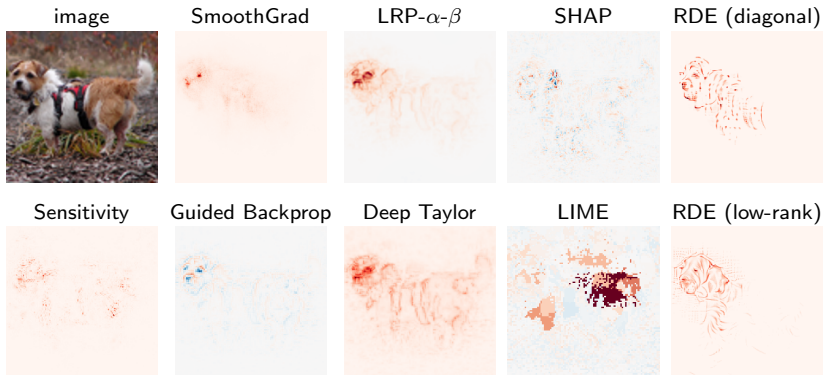 image
SmoothGrad
LRP-α-β
SHAP
RDE (diagonal)
Sensitivity
Guided Backprop
Deep Taylor
LIME
RDE (low-rank)